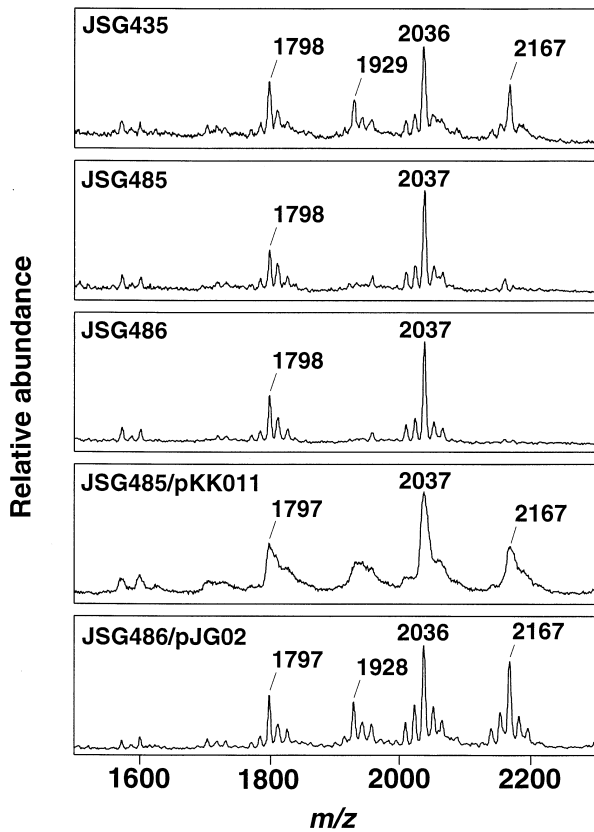 JSG435
1798
1929
2036
2167
JSG485
1798
2037
JSG486
1798
2037
JSG485/pKK011
1797
2037
2167
JSG486/pJG02
1797
1928
2036
2167
Relative abundance
1600 1800 2000 2200
m/z